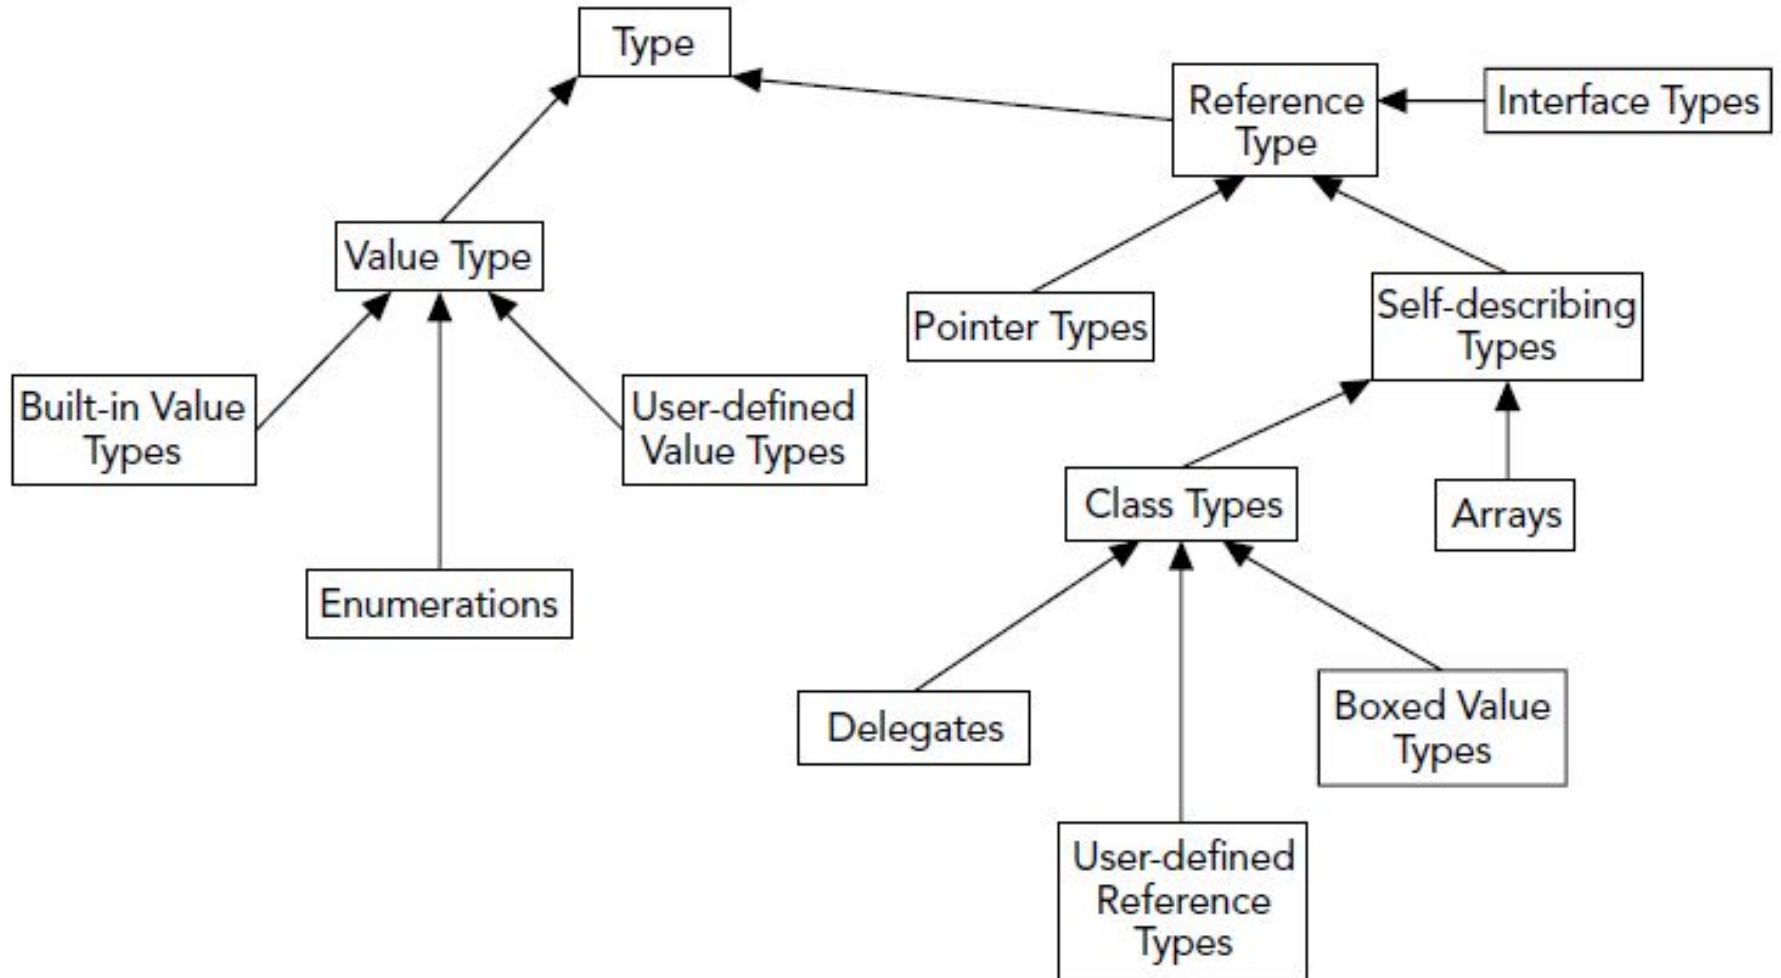 Type
Reference
Type
Interface Types
Value Type
Pointer Types
Self-describing
Types
Built-in Value
Types
User-defined
Value Types
Class Types
Arrays
Enumerations
Delegates
Boxed Value
Types
User-defined
Reference
Types